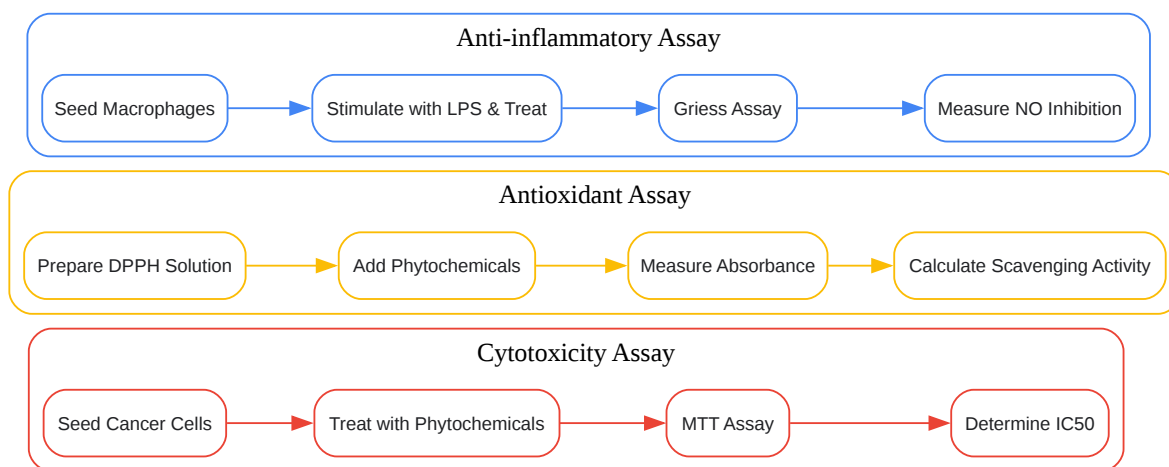 Anti-inflammatory Assay
Seed Macrophages
Stimulate with LPS & Treat
Griess Assay
Measure NO Inhibition
Antioxidant Assay
Prepare DPPH Solution
Add Phytochemicals
Measure Absorbance
Calculate Scavenging Activity
Cytotoxicity Assay
Seed Cancer Cells
Treat with Phytochemicals
MTT Assay
Determine IC50